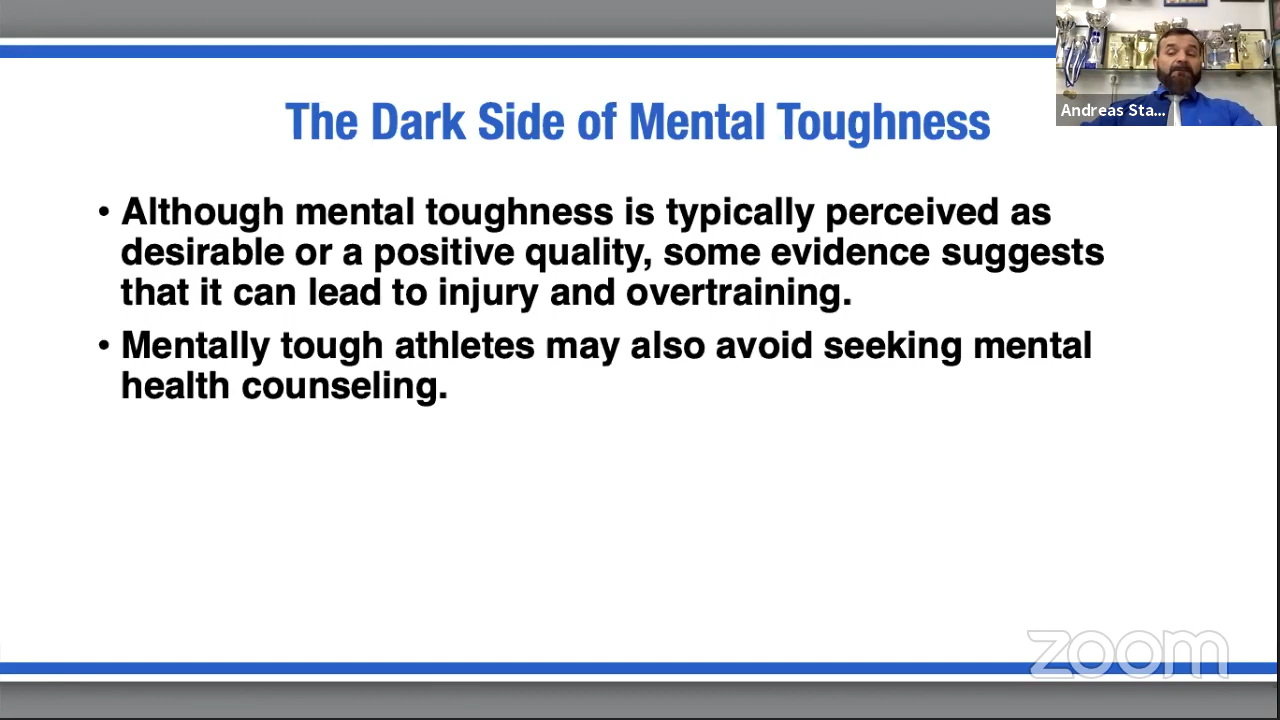 The Dark Side of Mental Toughness
Andreas Sta...
• Although mental toughness is typically perceived as
desirable or a positive quality, some evidence suggests
that it can lead to injury and overtraining.
• Mentally tough athletes may also avoid seeking mental
health counseling.
zoom